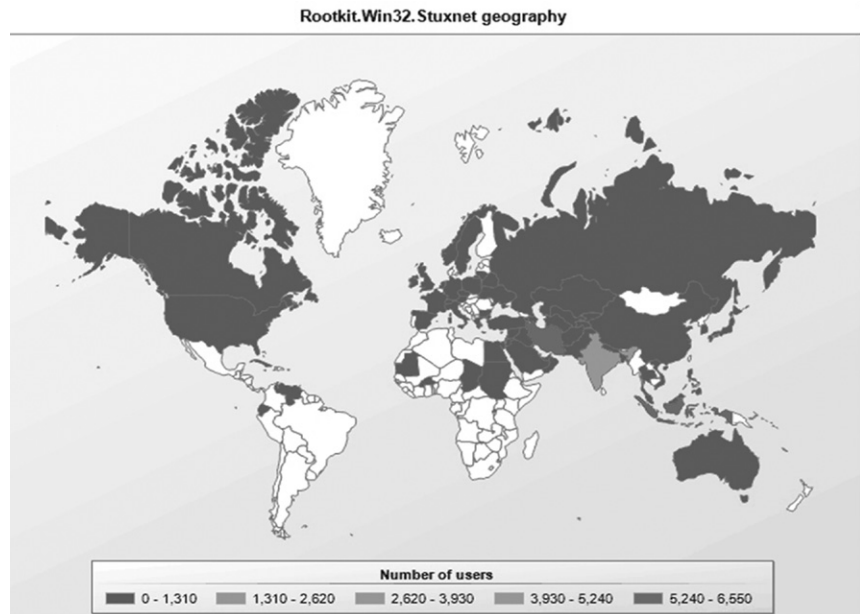 Rootkit.Win32.Stuxnet geography
Number of users
0 - 1,310 1,310 - 2,620 2,620 - 3,930 3,930 - 5,240 5,240 - 6,550